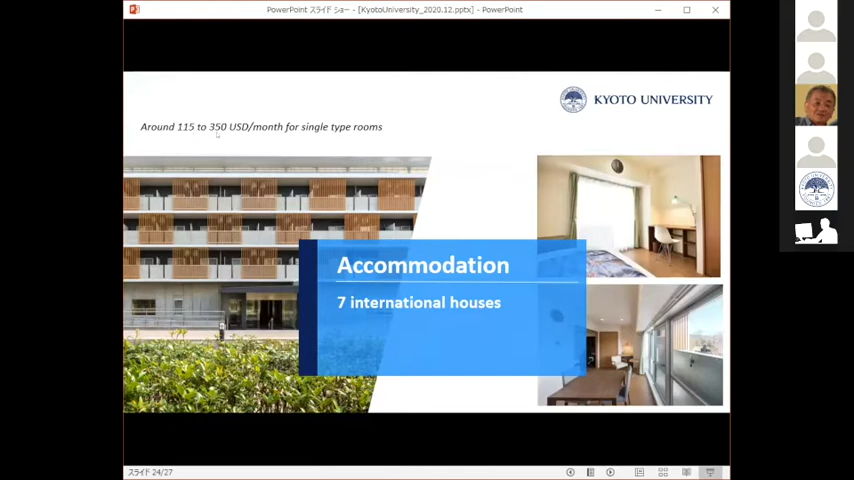 PowerPoint スライド ショー - [KyotoUniversity_2020.12.pptx] - PowerPoint
KYOTO UNIVERSITY
Around 115 to 350 USD/month for single type rooms
Accommodation
7 international houses
スライド 24/27